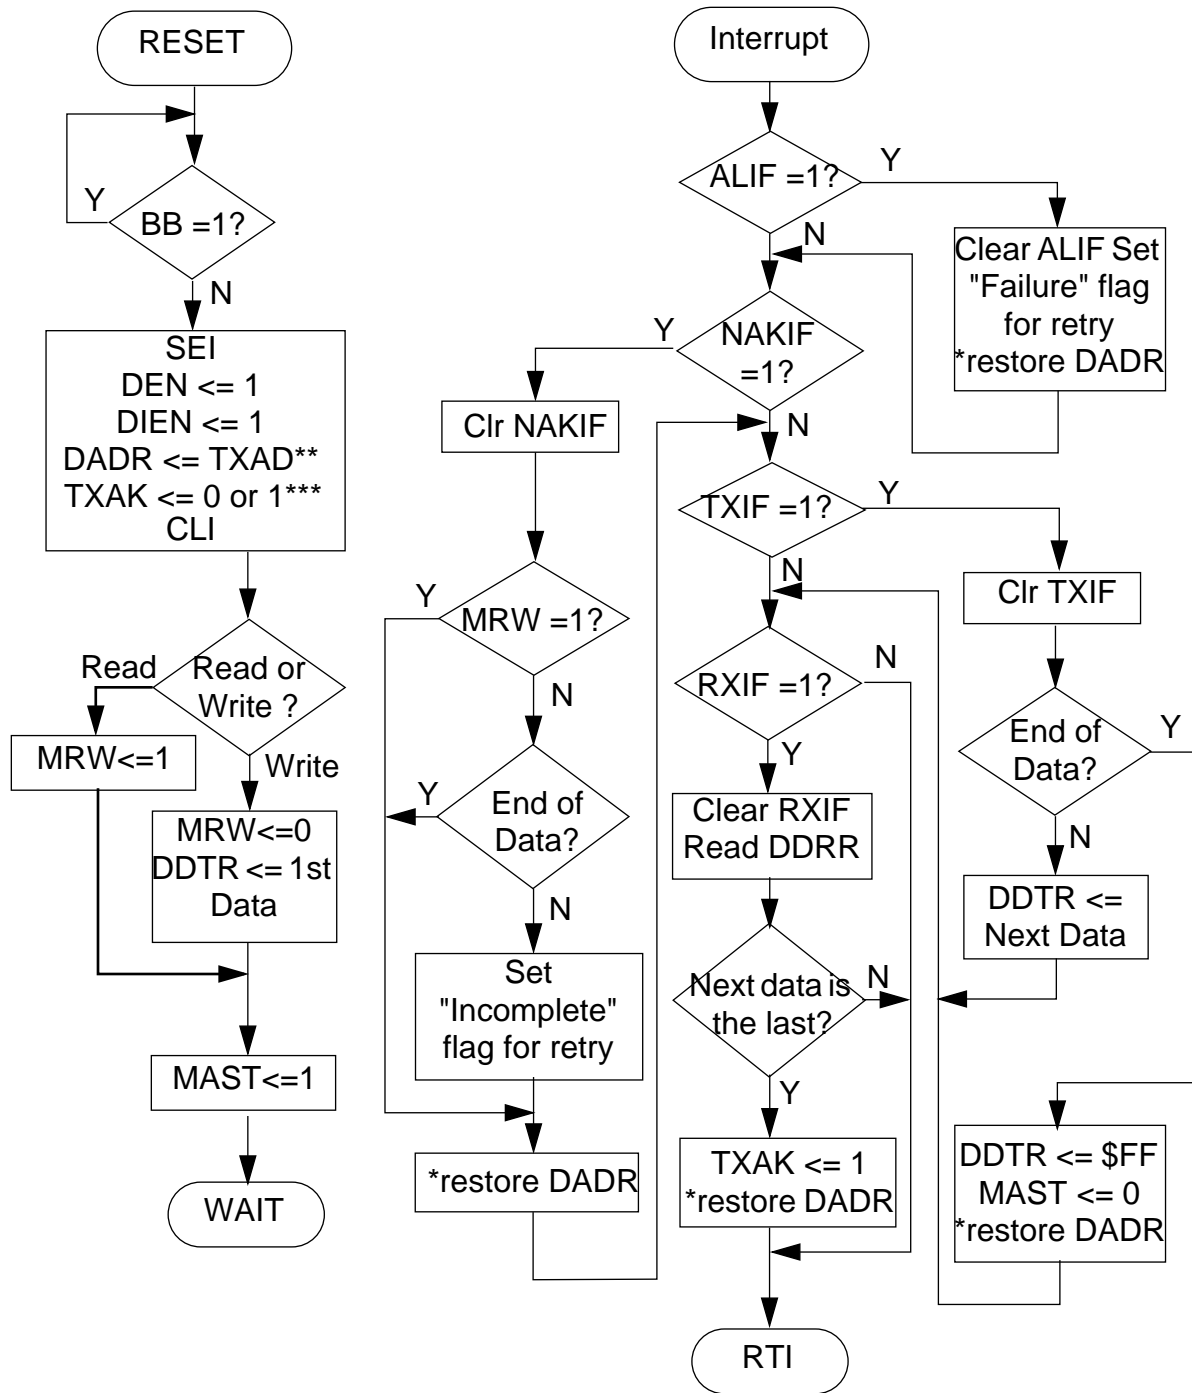 RESET
BB =1?
Y
N
SEI
DEN <= 1
DIEN <= 1
DADR <= TXAD**
TXAK <= 0 or 1***
CLI
Read or
Write ?
Read
Write
MRW<=1
MRW<=0
DDTR <= 1st
Data
MAST<=1
WAIT
Interrupt
ALIF =1?
Y
N
Clear ALIF Set
"Failure" flag
for retry
*restore DADR
NAKIF
=1?
Y
N
Clr NAKIF
MRW =1?
Y
N
End of
Data?
Y
N
Set
"Incomplete"
flag for retry
*restore DADR
TXIF =1?
Y
N
Clr TXIF
End of
Data?
Y
N
DDTR <=
Next Data
DDTR <= $FF
MAST <= 0
*restore DADR
RXIF =1?
N
Y
Clear RXIF
Read DDRR
Next data is
the last?
N
Y
TXAK <= 1
*restore DADR
RTI